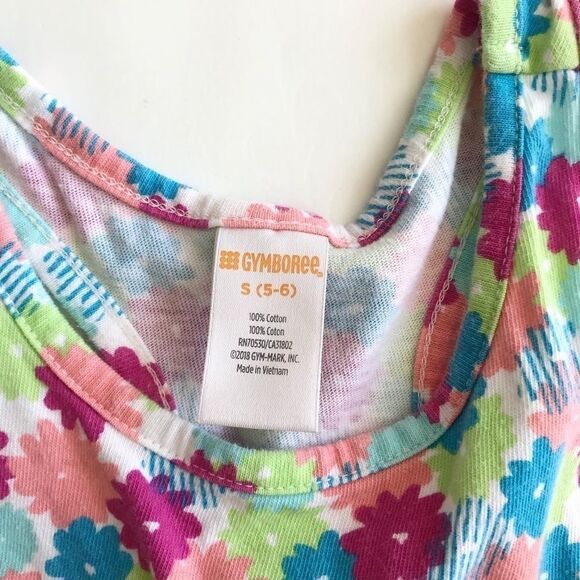 GYMBOREE
S (5-6)
100% Cotton
100% Coton
RN70530/CA31802
©2018 GYM-MARK, INC.
Made in Vietnam